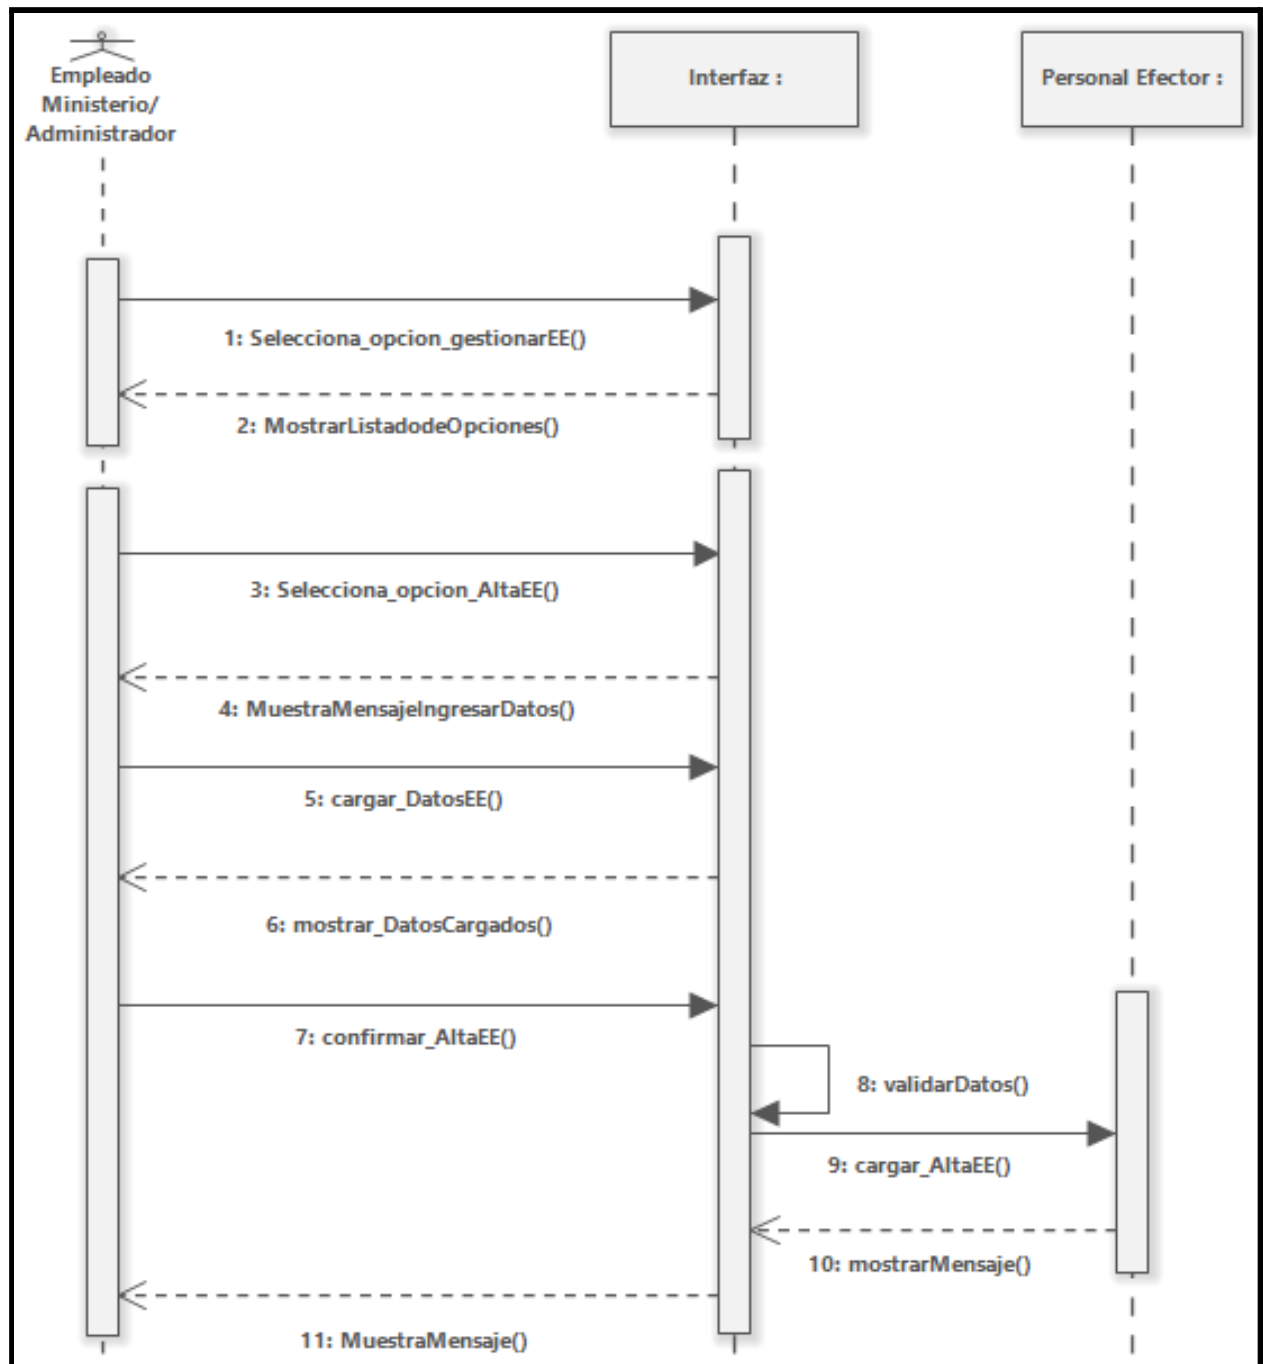 Empleado
Ministerio/
Administrador
Interfaz :
Personal Efector :
1: Selecciona_opcion_gestionarEE()
2: MostrarListadodeOpciones()
3: Selecciona_opcion_AltaEE()
4: MuestraMensajeIngresarDatos()
5: cargar_DatosEE()
6: mostrar_DatosCargados()
7: confirmar_AltaEE()
8: validarDatos()
9: cargar_AltaEE()
10: mostrarMensaje()
11: MuestraMensaje()